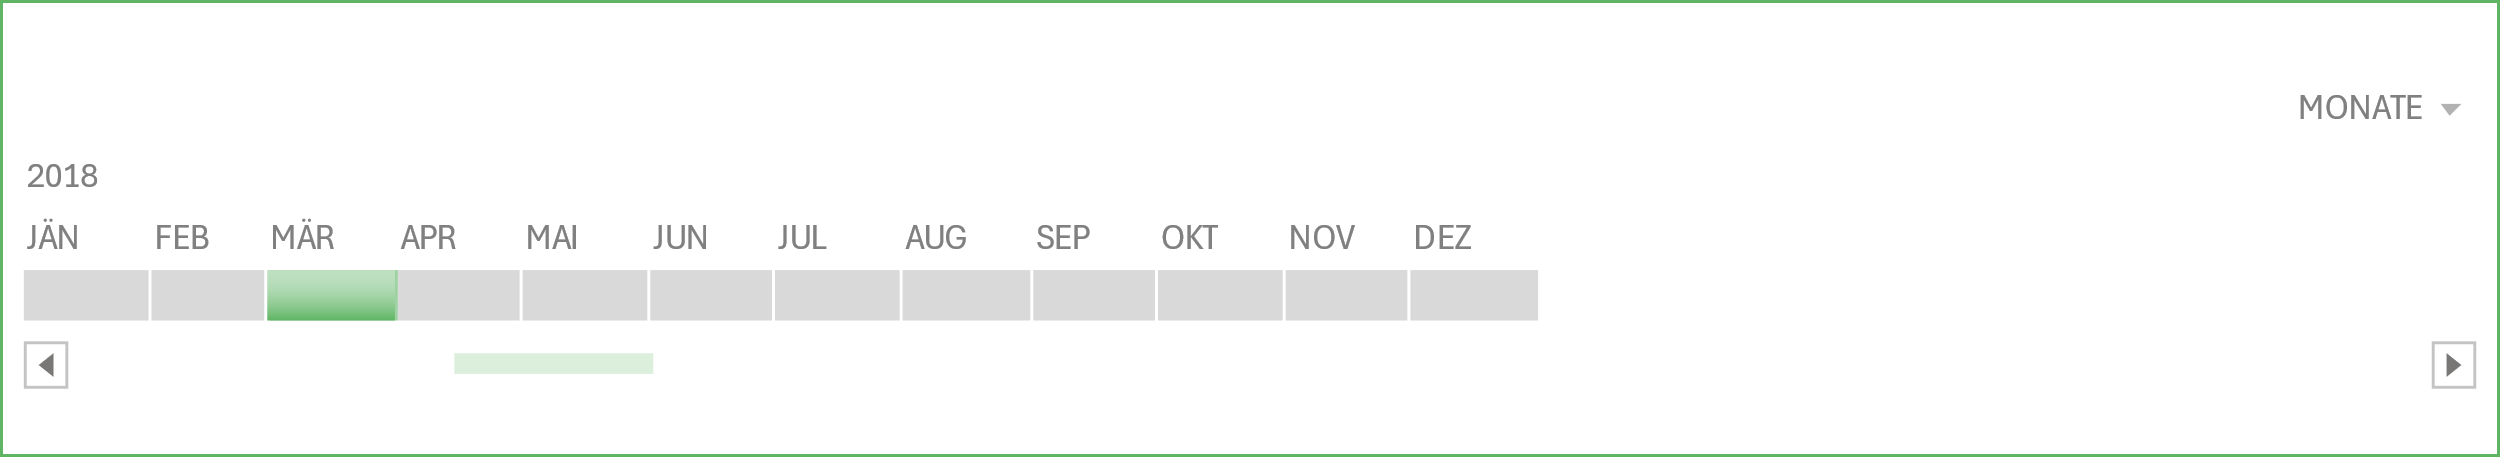 MONATE
2018
JÄN FEB MÄR APR MAI JUN JUL AUG SEP OKT NOV DEZ